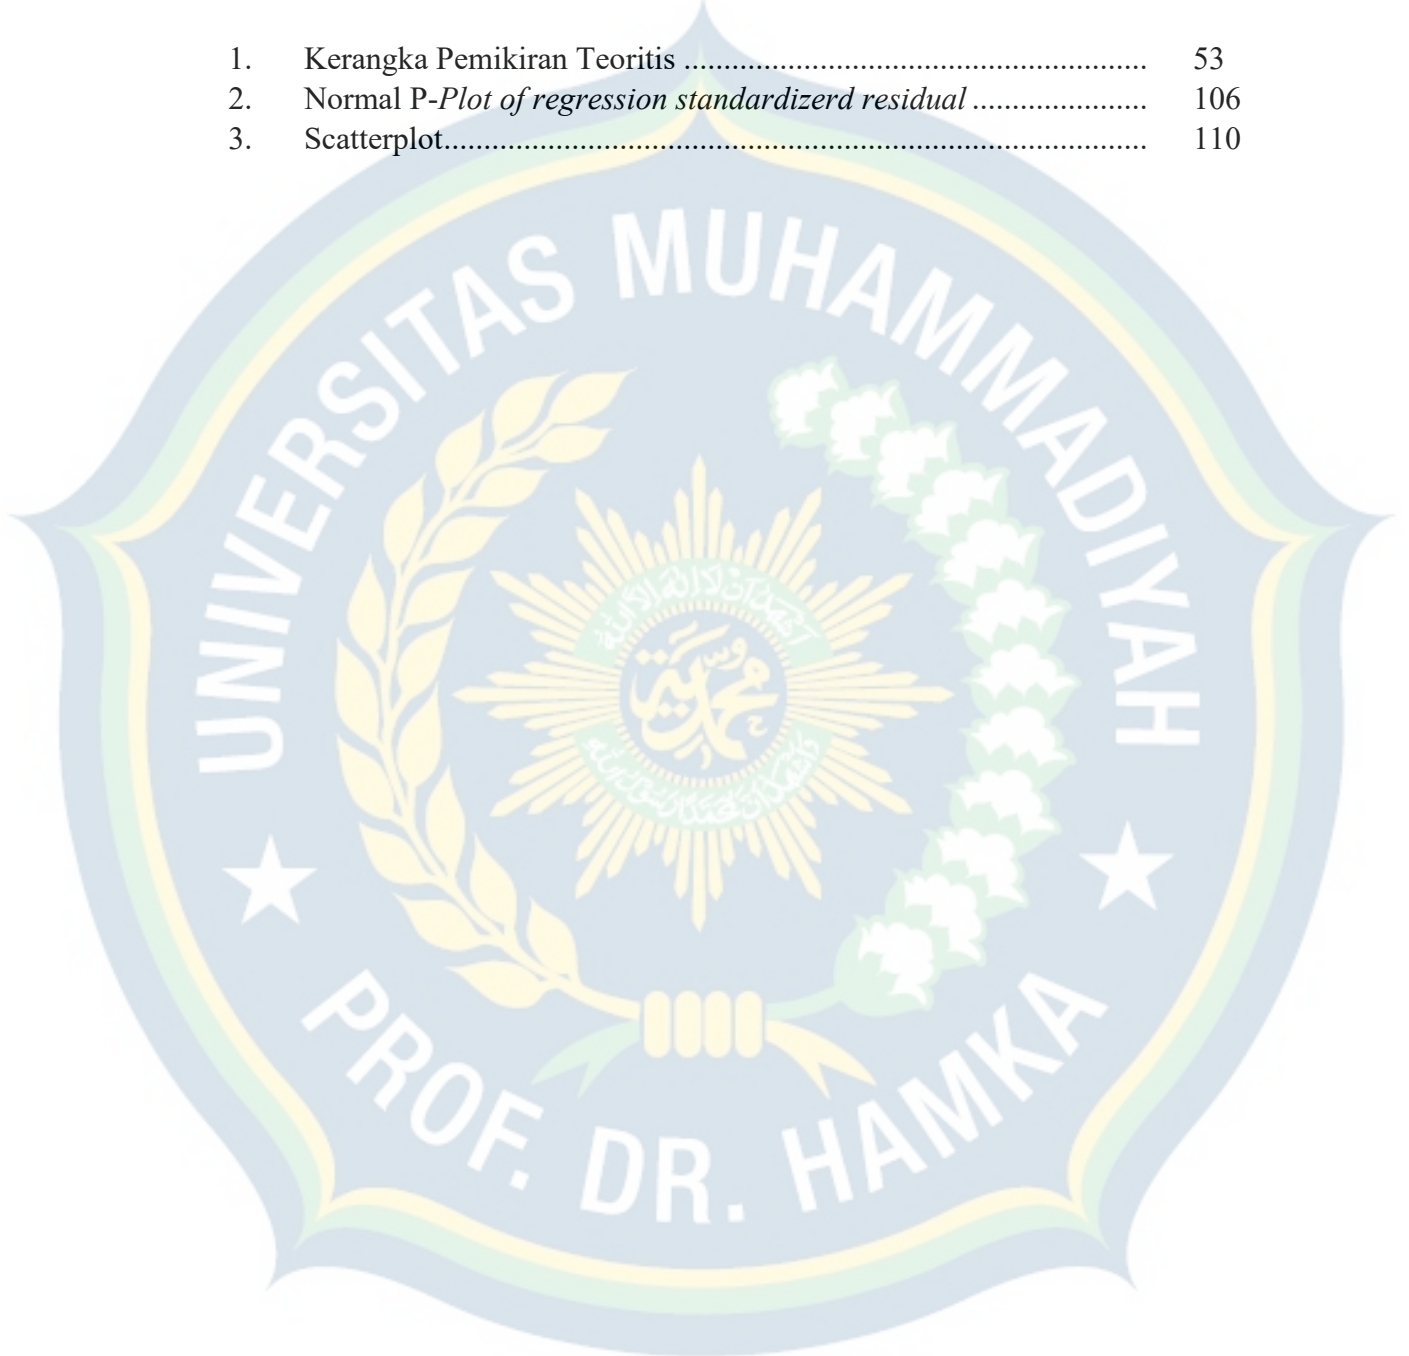 1. Kerangka Pemikiran Teoritis .......................................................... 53
2. Normal P-Plot of regression standardizerd residual ...................... 106
3. Scatterplot........................................................................................ 110
UNIVERSITAS MUHAMMADIYAH
محمدية
PROF. DR. HAMKA